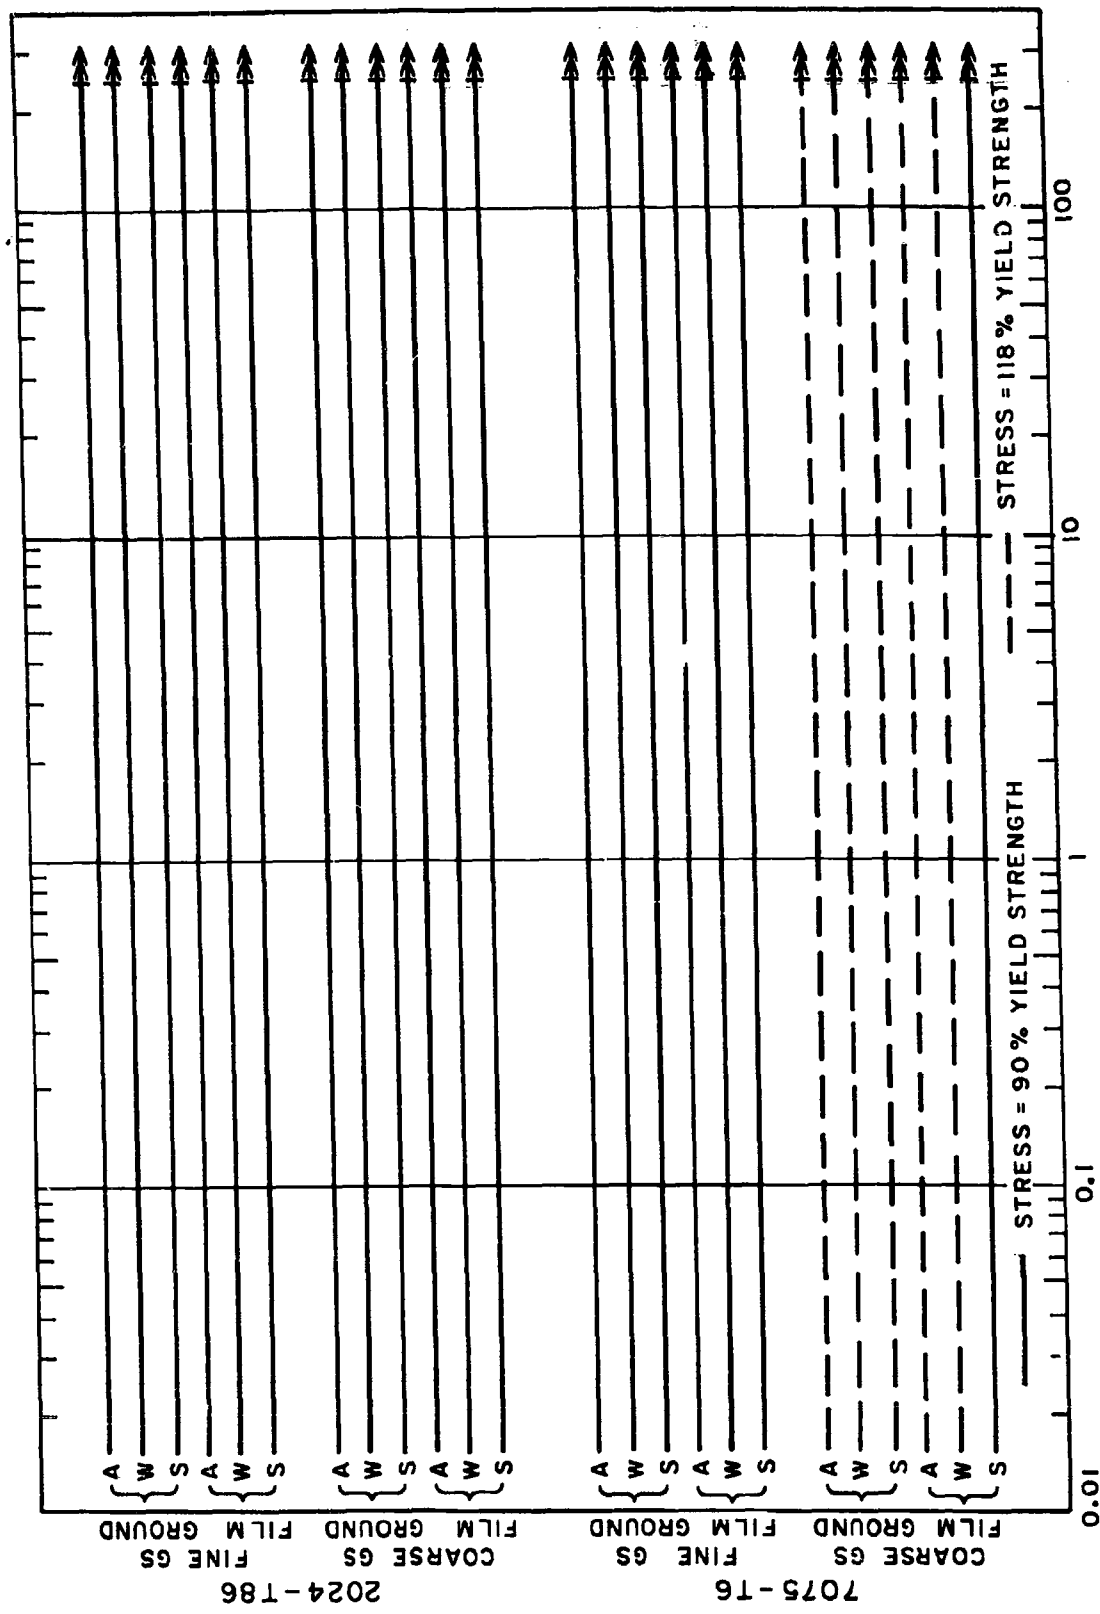 2024-T86
FINE GS
GROUND
A
W
S
FILM
A
W
S
COARSE GS
GROUND
A
W
S
FILM
A
W
S
7075-T6
FINE GS
GROUND
A
W
S
FILM
A
W
S
COARSE GS
GROUND
A
W
S
FILM
A
W
S
STRESS = 90% YIELD STRENGTH
STRESS = 118% YIELD STRENGTH
0.01
0.1
1
10
100